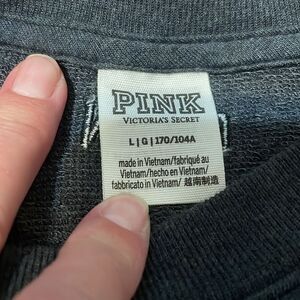 PINK
VICTORIA'S SECRET
L | G | 170/104A
made in Vietnam/fabriqué au
Vietnam/hecho en Vietnam/
fabbricato in Vietnam/ 越南制造